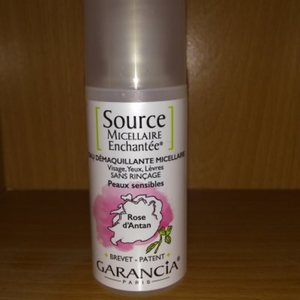 Source
MICELLAIRE
Enchantée®
EAU DÉMAQUILLANTE MICELLAIRE
Visage, Yeux, Lèvres
SANS RINÇAGE
Peaux sensibles
Rose
d'Antan
+ BREVET - PATENT +
GARANCIA®
PARIS